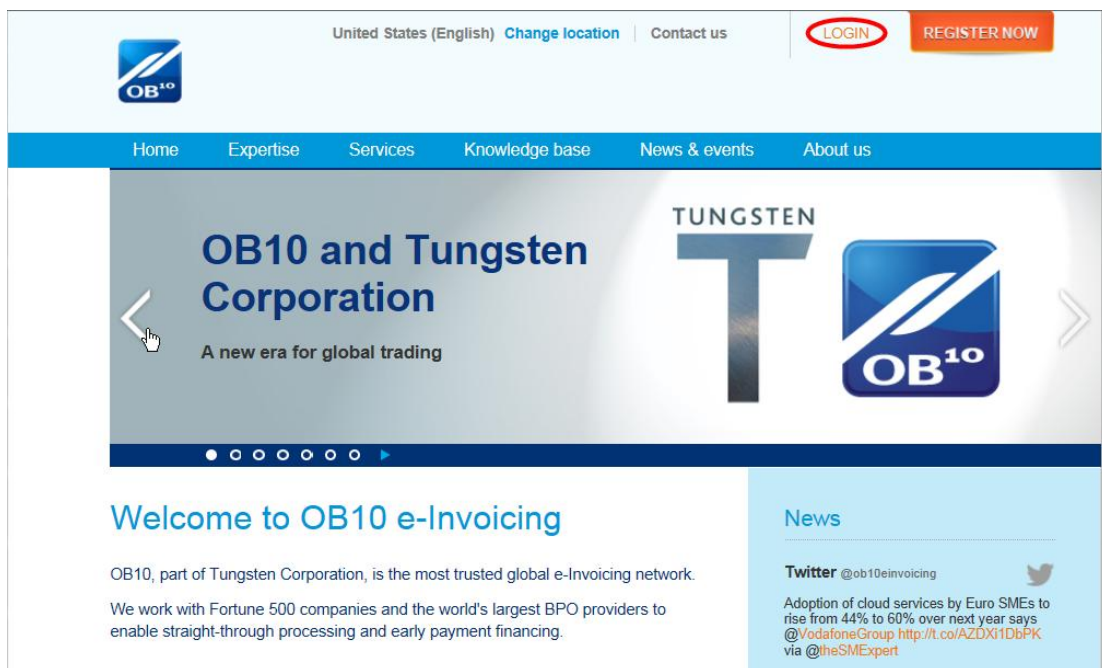 United States (English) Change location Contact us LOGIN REGISTER NOW
OB10
Home Expertise Services Knowledge base News & events About us
TUNGSTEN
T
OB10 and Tungsten
Corporation
A new era for global trading
OB10
Welcome to OB10 e-Invoicing
OB10, part of Tungsten Corporation, is the most trusted global e-Invoicing network.
We work with Fortune 500 companies and the world's largest BPO providers to
enable straight-through processing and early payment financing.
News
Twitter @ob10einvoicing
Adoption of cloud services by Euro SMEs to
rise from 44% to 60% over next year says
@VodafoneGroup http://t.co/AZDXi1DbPK
via @theSMExpert